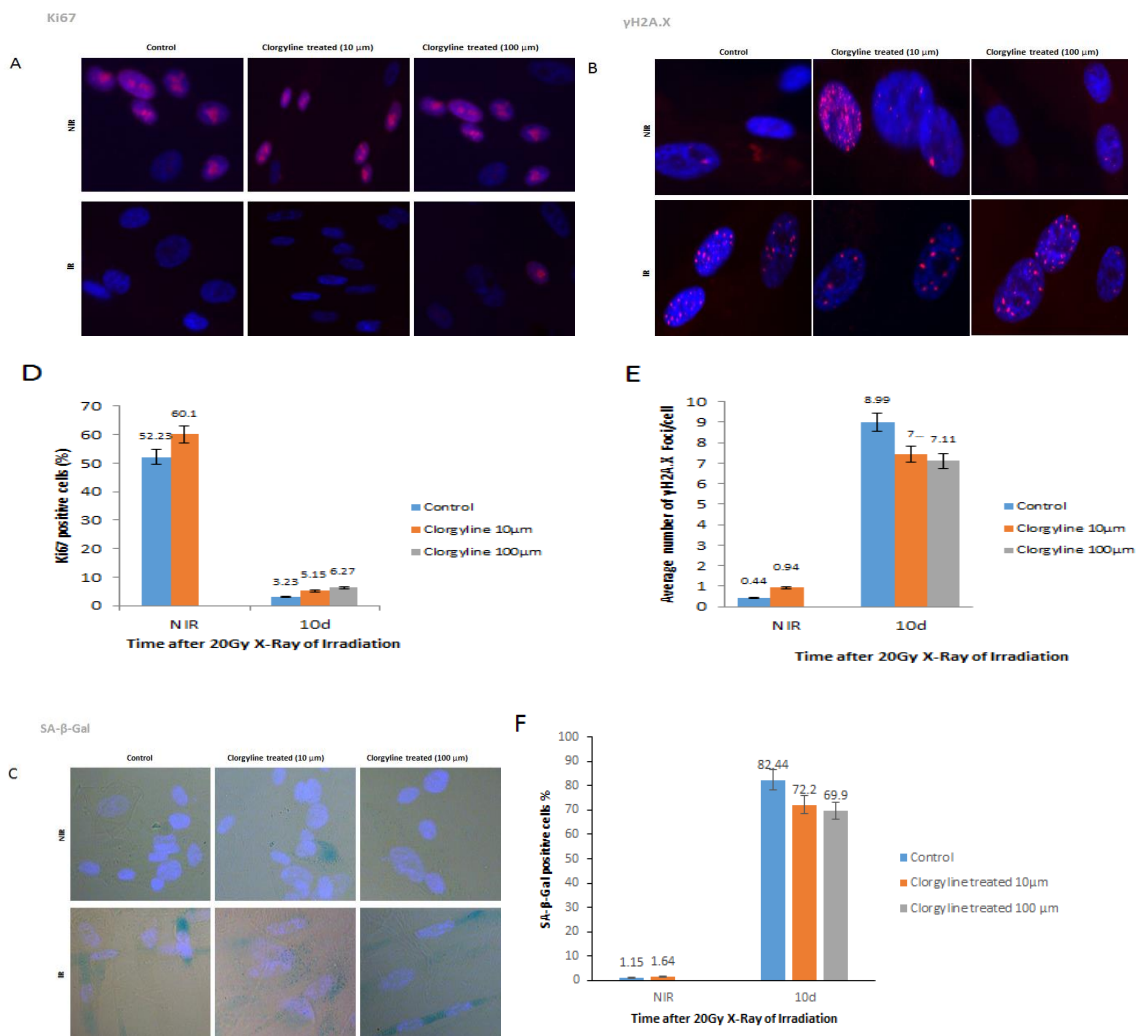 Ki67
Control
Clorgyline treated (10 μm)
Clorgyline treated (100 μm)
A
NIR
IR
γH2A.X
Control
Clorgyline treated (10 μm)
Clorgyline treated (100 μm)
B
NIR
IR
D
Ki67 positive cells (%)
70
60
50
40
30
20
10
0
52.23
60.1
3.23
5.15
6.27
NIR
10d
Time after 20Gy X-Ray of Irradiation
Control
Clorgyline 10μm
Clorgyline 100μm
E
Average number of γH2A.X Foci/cell
10
9
8
7
6
5
4
3
2
1
0
0.44
0.94
8.99
7...
7.11
NIR
10d
Time after 20Gy X-Ray of Irradiation
Control
Clorgyline 10μm
Clorgyline 100μm
SA-β-Gal
Control
Clorgyline treated (10 μm)
Clorgyline treated (100 μm)
C
NIR
IR
F
SA-β-Gal positive cells %
100
90
80
70
60
50
40
30
20
10
0
1.15
1.64
82.44
72.2
69.9
NIR
10d
Time after 20Gy X-Ray of Irradiation
Control
Clorgyline treated 10μm
Clorgyline treated 100 μm